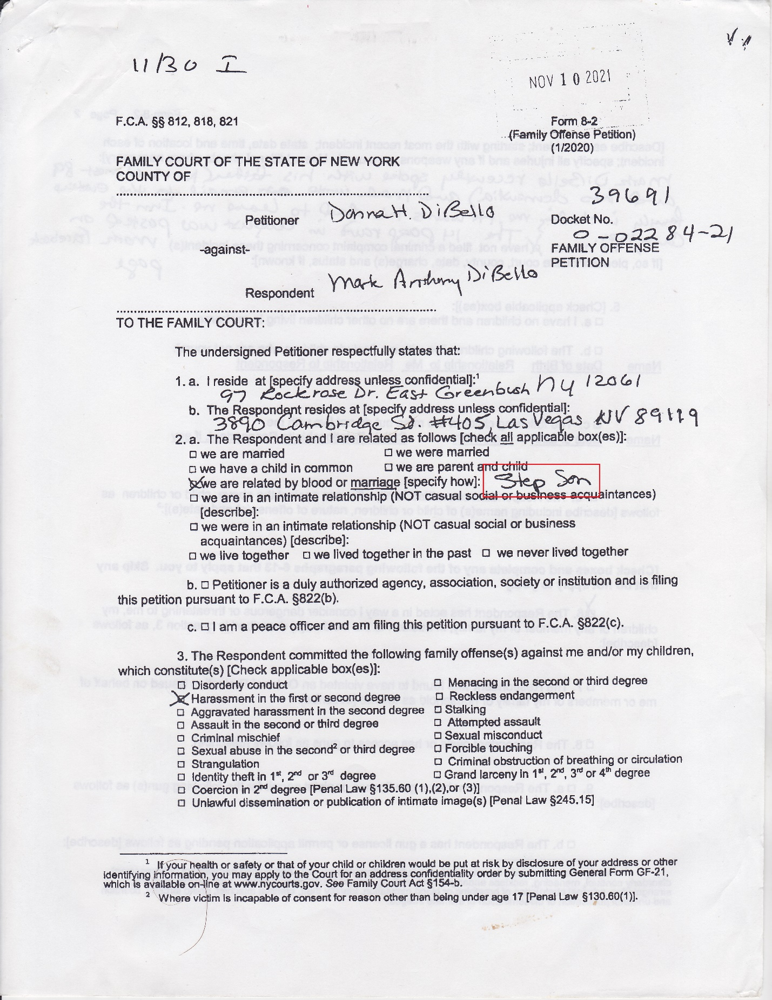 11/30 I
NOV 10 2021
F.C.A. §§ 812, 818, 821
Form 8-2
(Family Offense Petition)
(1/2020)
FAMILY COURT OF THE STATE OF NEW YORK
COUNTY OF
39691
Petitioner Donna H. DiBello
Docket No.
O-02284-21
-against-
FAMILY OFFENSE
PETITION
Respondent Mark Anthony DiBello
TO THE FAMILY COURT:
The undersigned Petitioner respectfully states that:
1. a. I reside at [specify address unless confidential]:1
97 Rockrose Dr. East Greenbush NY 12061
b. The Respondent resides at [specify address unless confidential]:
3890 Cambridge St. #405, Las Vegas NV 89119
2. a. The Respondent and I are related as follows [check all applicable box(es)]:
□ we are married □ we were married
□ we have a child in common □ we are parent and child
☒ we are related by blood or marriage [specify how]: Step Son
□ we are in an intimate relationship (NOT casual social or business acquaintances)
[describe]:
□ we were in an intimate relationship (NOT casual social or business
acquaintances) [describe]:
□ we live together □ we lived together in the past □ we never lived together
b. □ Petitioner is a duly authorized agency, association, society or institution and is filing
this petition pursuant to F.C.A. §822(b).
c. □ I am a peace officer and am filing this petition pursuant to F.C.A. §822(c).
3. The Respondent committed the following family offense(s) against me and/or my children,
which constitute(s) [Check applicable box(es)]:
□ Disorderly conduct □ Menacing in the second or third degree
☒ Harassment in the first or second degree □ Reckless endangerment
□ Aggravated harassment in the second degree □ Stalking
□ Assault in the second or third degree □ Attempted assault
□ Criminal mischief □ Sexual misconduct
□ Sexual abuse in the second2 or third degree □ Forcible touching
□ Strangulation □ Criminal obstruction of breathing or circulation
□ Identity theft in 1st, 2nd or 3rd degree □ Grand larceny in 1st, 2nd, 3rd or 4th degree
□ Coercion in 2nd degree [Penal Law §135.60 (1),(2),or (3)]
□ Unlawful dissemination or publication of intimate image(s) [Penal Law §245.15]
1 If your health or safety or that of your child or children would be put at risk by disclosure of your address or other
identifying information, you may apply to the Court for an address confidentiality order by submitting General Form GF-21,
which is available on-line at www.nycourts.gov. See Family Court Act §154-b.
2 Where victim is incapable of consent for reason other than being under age 17 [Penal Law §130.60(1)].